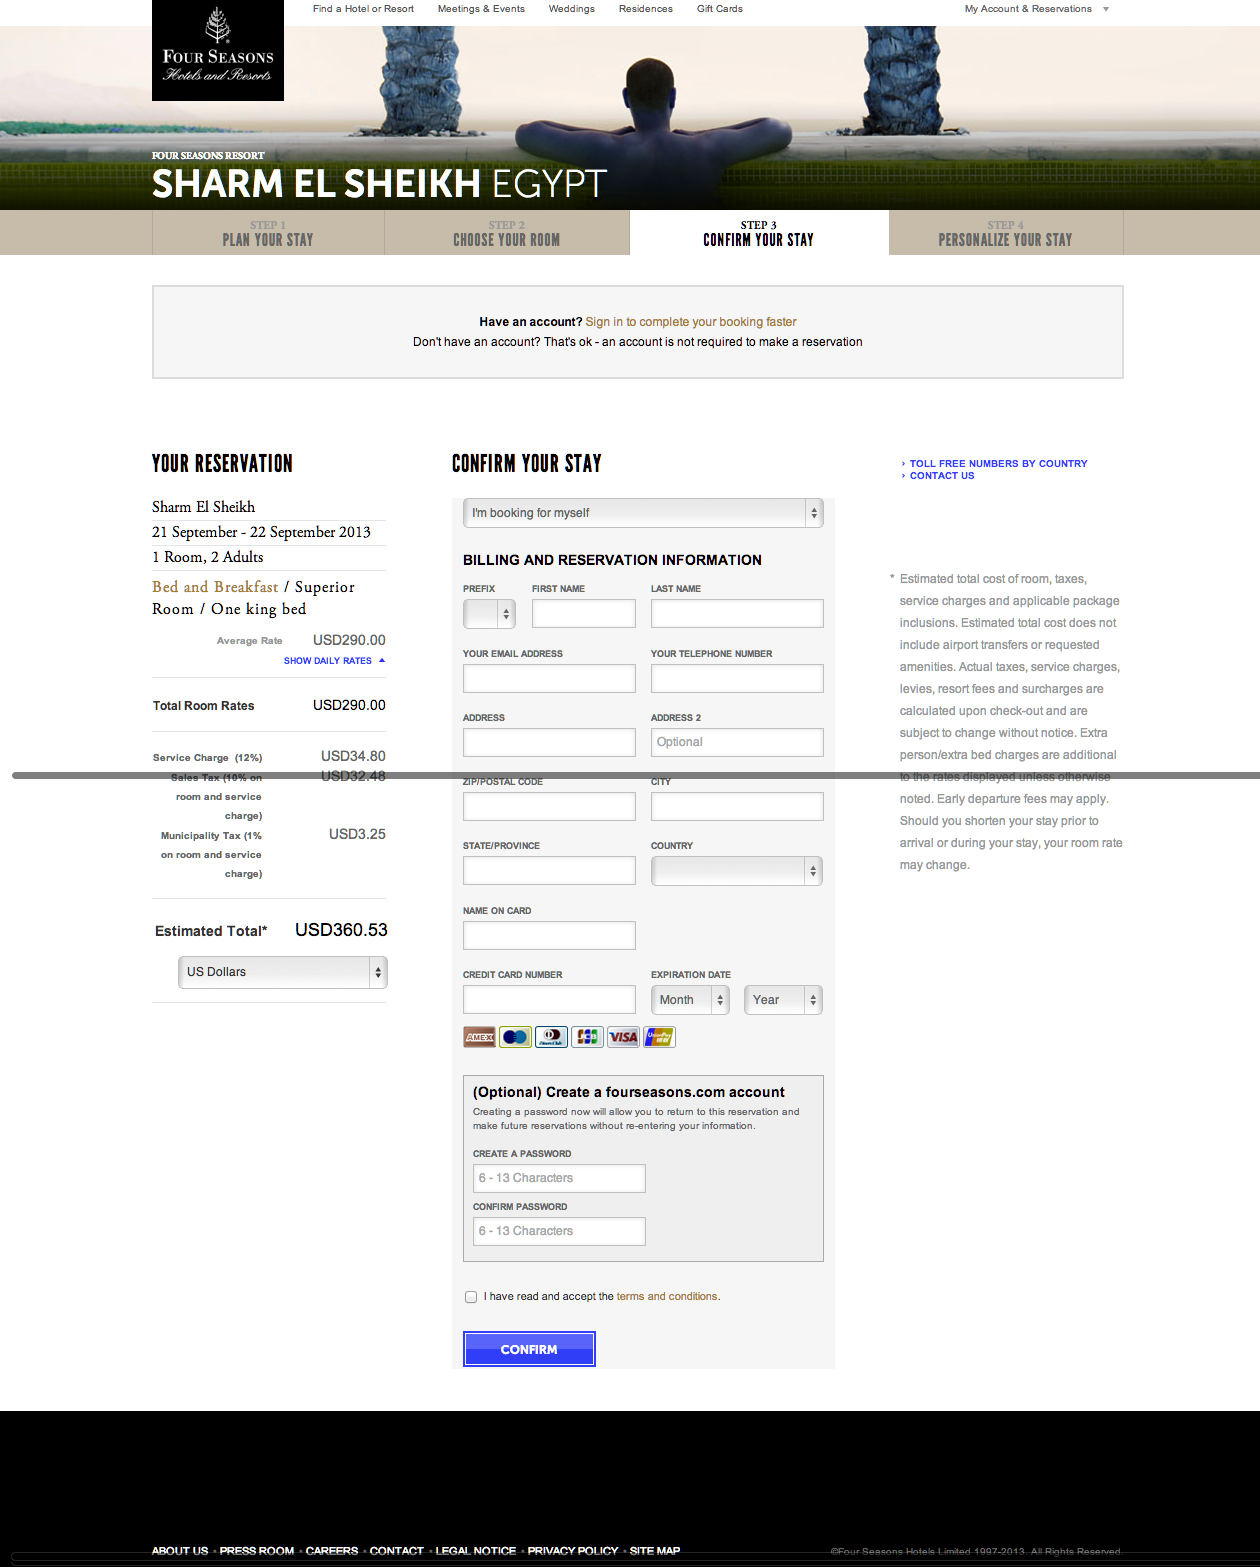 Find a Hotel or Resort Meetings & Events Weddings Residences Gift Cards My Account & Reservations
FOUR SEASONS
Hotels and Resorts
FOUR SEASONS RESORT
SHARM EL SHEIKH EGYPT
STEP 1
PLAN YOUR STAY
STEP 2
CHOOSE YOUR ROOM
STEP 3
CONFIRM YOUR STAY
STEP 4
PERSONALIZE YOUR STAY
Have an account? Sign in to complete your booking faster
Don't have an account? That's ok - an account is not required to make a reservation
YOUR RESERVATION
Sharm El Sheikh
21 September - 22 September 2013
1 Room, 2 Adults
Bed and Breakfast / Superior
Room / One king bed
Average Rate USD290.00
SHOW DAILY RATES
Total Room Rates USD290.00
Service Charge (12%) USD34.80
Sales Tax (10% on USD32.48
room and service
charge)
Municipality Tax (1% USD3.25
on room and service
charge)
Estimated Total* USD360.53
US Dollars
CONFIRM YOUR STAY
I'm booking for myself
BILLING AND RESERVATION INFORMATION
PREFIX FIRST NAME LAST NAME
YOUR EMAIL ADDRESS YOUR TELEPHONE NUMBER
ADDRESS ADDRESS 2
Optional
ZIP/POSTAL CODE CITY
STATE/PROVINCE COUNTRY
NAME ON CARD
CREDIT CARD NUMBER EXPIRATION DATE
Month Year
AMEX Diners Club JCB VISA UnionPay
(Optional) Create a fourseasons.com account
Creating a password now will allow you to return to this reservation and
make future reservations without re-entering your information.
CREATE A PASSWORD
6 - 13 Characters
CONFIRM PASSWORD
6 - 13 Characters
I have read and accept the terms and conditions.
CONFIRM
› TOLL FREE NUMBERS BY COUNTRY
› CONTACT US
* Estimated total cost of room, taxes,
service charges and applicable package
inclusions. Estimated total cost does not
include airport transfers or requested
amenities. Actual taxes, service charges,
levies, resort fees and surcharges are
calculated upon check-out and are
subject to change without notice. Extra
person/extra bed charges are additional
to the rates displayed unless otherwise
noted. Early departure fees may apply.
Should you shorten your stay prior to
arrival or during your stay, your room rate
may change.
ABOUT US • PRESS ROOM • CAREERS • CONTACT • LEGAL NOTICE • PRIVACY POLICY • SITE MAP
©Four Seasons Hotels Limited 1997-2013. All Rights Reserved.